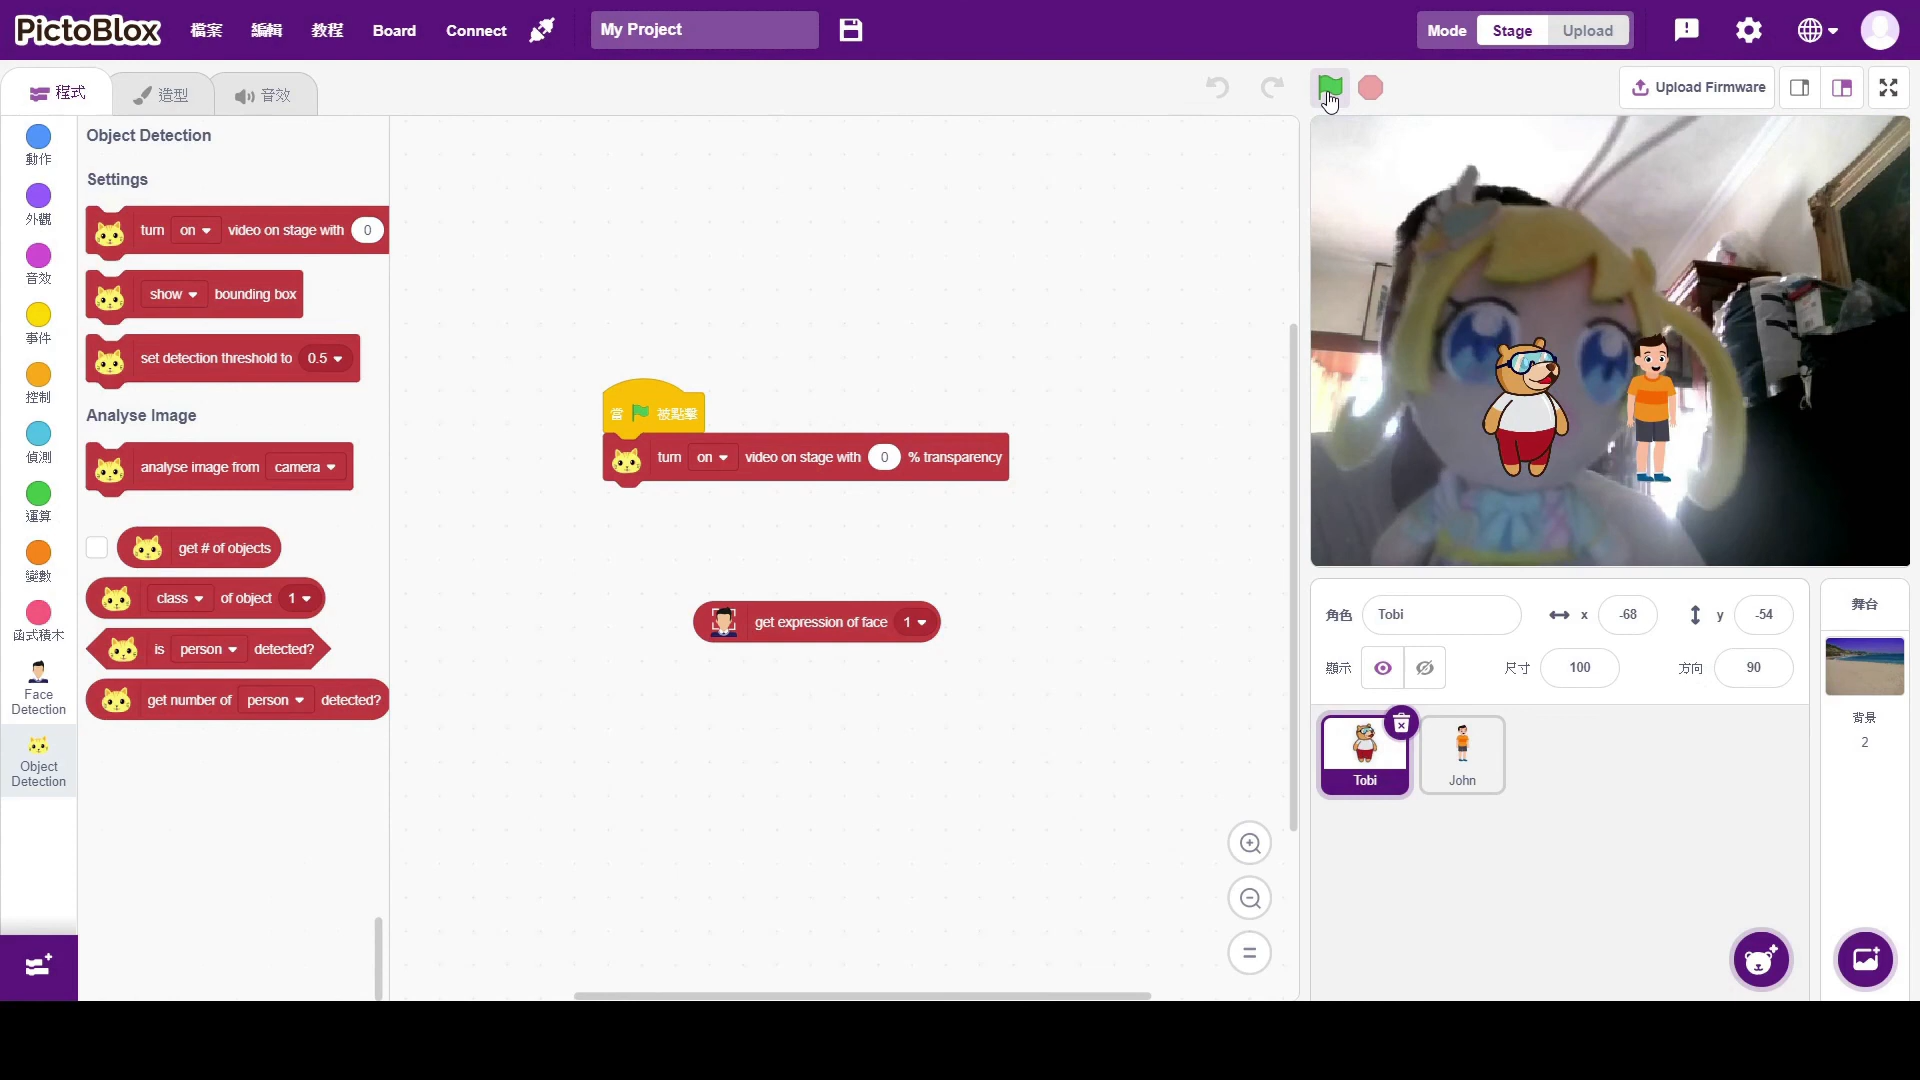 PictoBlox 檔案 編輯 教程 Board Connect My Project Mode Stage Upload
程式 造型 音效 Upload Firmware
動作
外觀
音效
事件
控制
偵測
運算
變數
函式積木
Face
Detection
Object
Detection
Object Detection
Settings
turn on video on stage with 0
show bounding box
set detection threshold to 0.5
Analyse Image
analyse image from camera
get # of objects
class of object 1
is person detected?
get number of person detected?
當 被點擊
turn on video on stage with 0 % transparency
get expression of face 1
角色 Tobi x -68 y -54
顯示 尺寸 100 方向 90
Tobi
John
舞台
背景
2